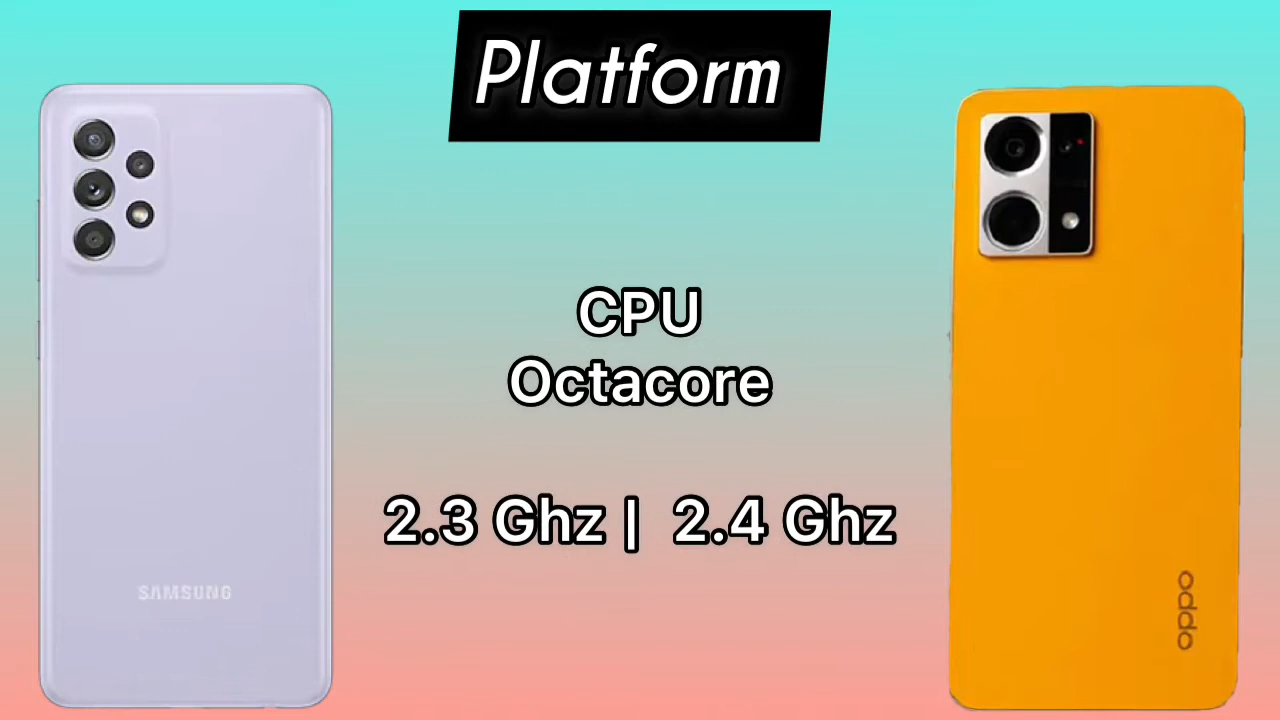 Platform
CPU
Octacore
2.3 Ghz | 2.4 Ghz
SAMSUNG
oppo